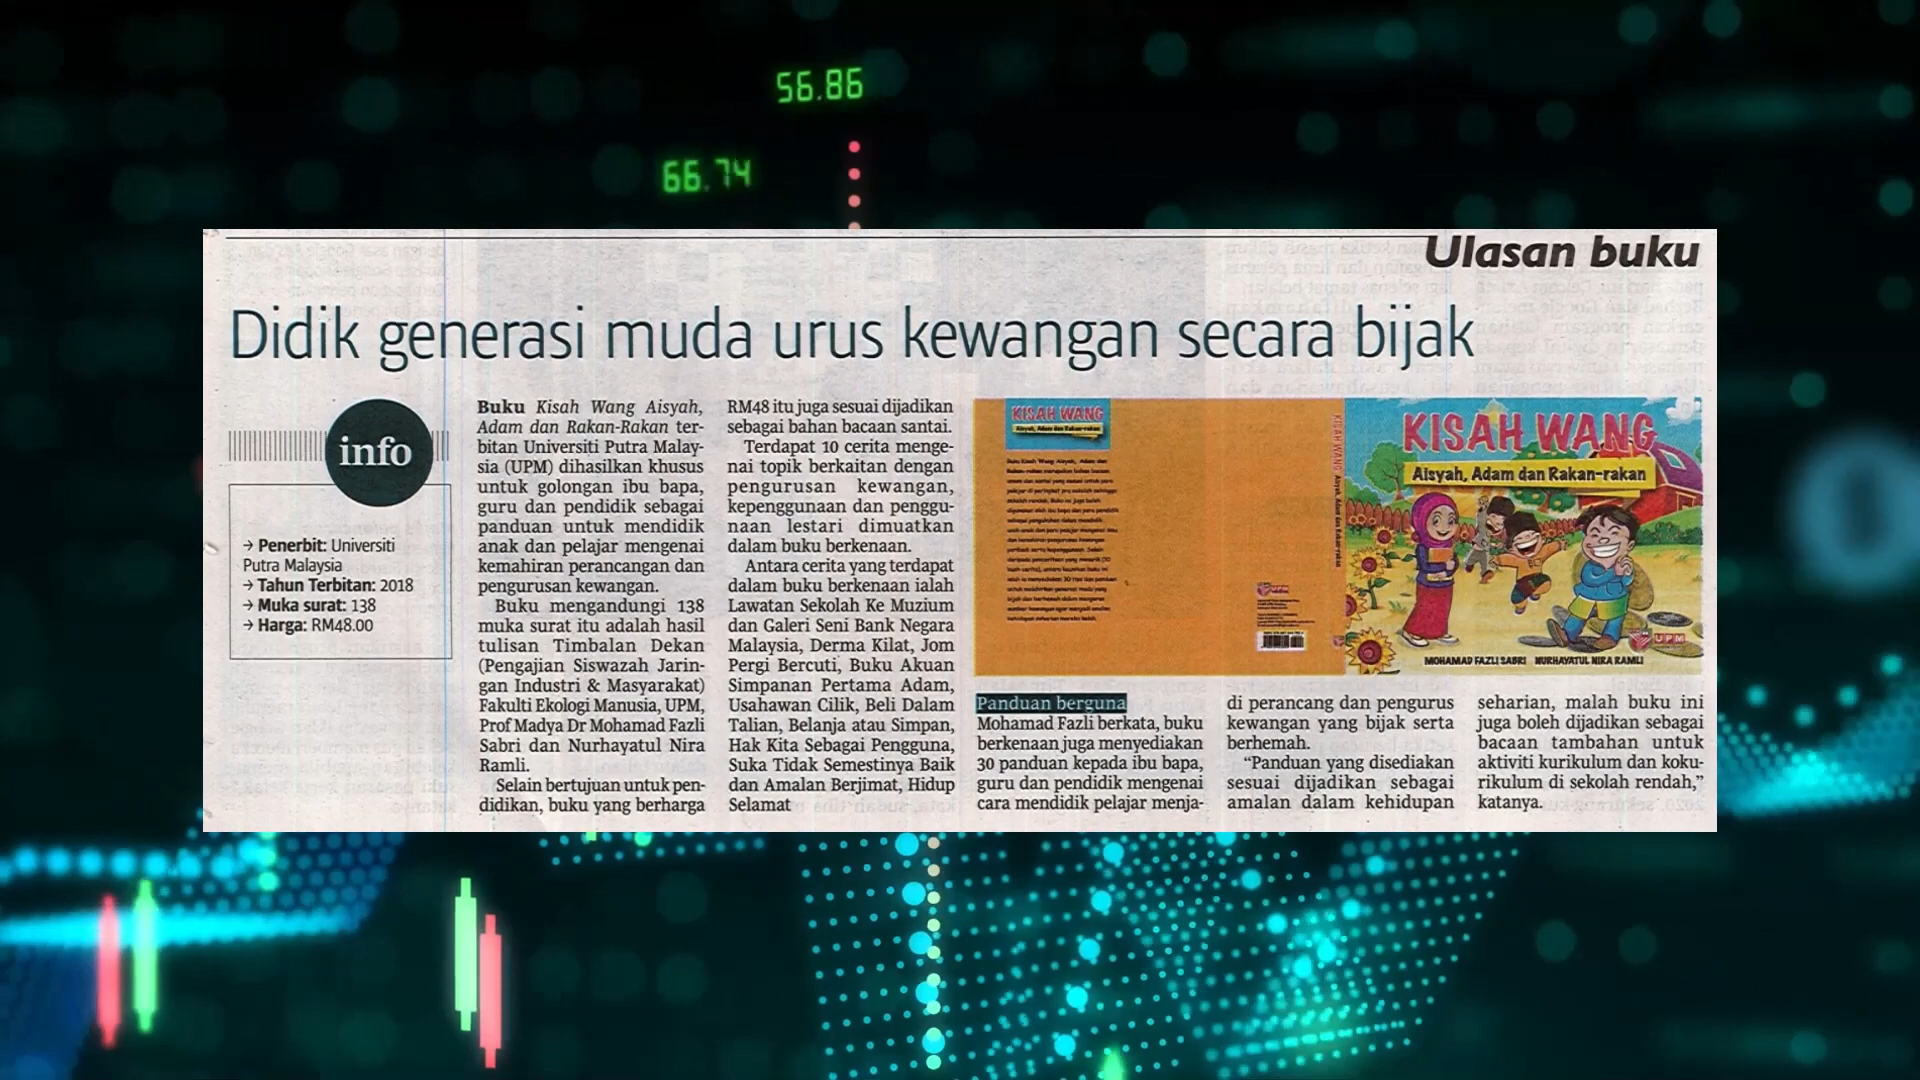 56.86
66.74
Ulasan buku
Didik generasi muda urus kewangan secara bijak
info
→ Penerbit: Universiti
Putra Malaysia
→ Tahun Terbitan: 2018
→ Muka surat: 138
→ Harga: RM48.00
Buku Kisah Wang Aisyah,
Adam dan Rakan-Rakan ter-
bitan Universiti Putra Malay-
sia (UPM) dihasilkan khusus
untuk golongan ibu bapa,
guru dan pendidik sebagai
panduan untuk mendidik
anak dan pelajar mengenai
kemahiran perancangan dan
pengurusan kewangan.
Buku mengandungi 138
muka surat itu adalah hasil
tulisan Timbalan Dekan
(Pengajian Siswazah Jarin-
gan Industri & Masyarakat)
Fakulti Ekologi Manusia, UPM,
Prof Madya Dr Mohamad Fazli
Sabri dan Nurhayatul Nira
Ramli.
Selain bertujuan untuk pen-
didikan, buku yang berharga
RM48 itu juga sesuai dijadikan
sebagai bahan bacaan santai.
Terdapat 10 cerita menge-
nai topik berkaitan dengan
pengurusan kewangan,
kepenggunaan dan penggu-
naan lestari dimuatkan
dalam buku berkenaan.
Antara cerita yang terdapat
dalam buku berkenaan ialah
Lawatan Sekolah Ke Muzium
dan Galeri Seni Bank Negara
Malaysia, Derma Kilat, Jom
Pergi Bercuti, Buku Akuan
Simpanan Pertama Adam,
Usahawan Cilik, Beli Dalam
Talian, Belanja atau Simpan,
Hak Kita Sebagai Pengguna,
Suka Tidak Semestinya Baik
dan Amalan Berjimat, Hidup
Selamat
KISAH WANG
Aisyah, Adam dan Rakan-rakan
KISAH WANG Aisyah, Adam dan Rakan-rakan
KISAH WANG
Aisyah, Adam dan Rakan-rakan
UPM
MOHAMAD FAZLI SABRI NURHAYATUL NIRA RAMLI
Panduan berguna
Mohamad Fazli berkata, buku
berkenaan juga menyediakan
30 panduan kepada ibu bapa,
guru dan pendidik mengenai
cara mendidik pelajar menja-
di perancang dan pengurus
kewangan yang bijak serta
berhemah.
“Panduan yang disediakan
sesuai dijadikan sebagai
amalan dalam kehidupan
seharian, malah buku ini
juga boleh dijadikan sebagai
bacaan tambahan untuk
aktiviti kurikulum dan koku-
rikulum di sekolah rendah,”
katanya.